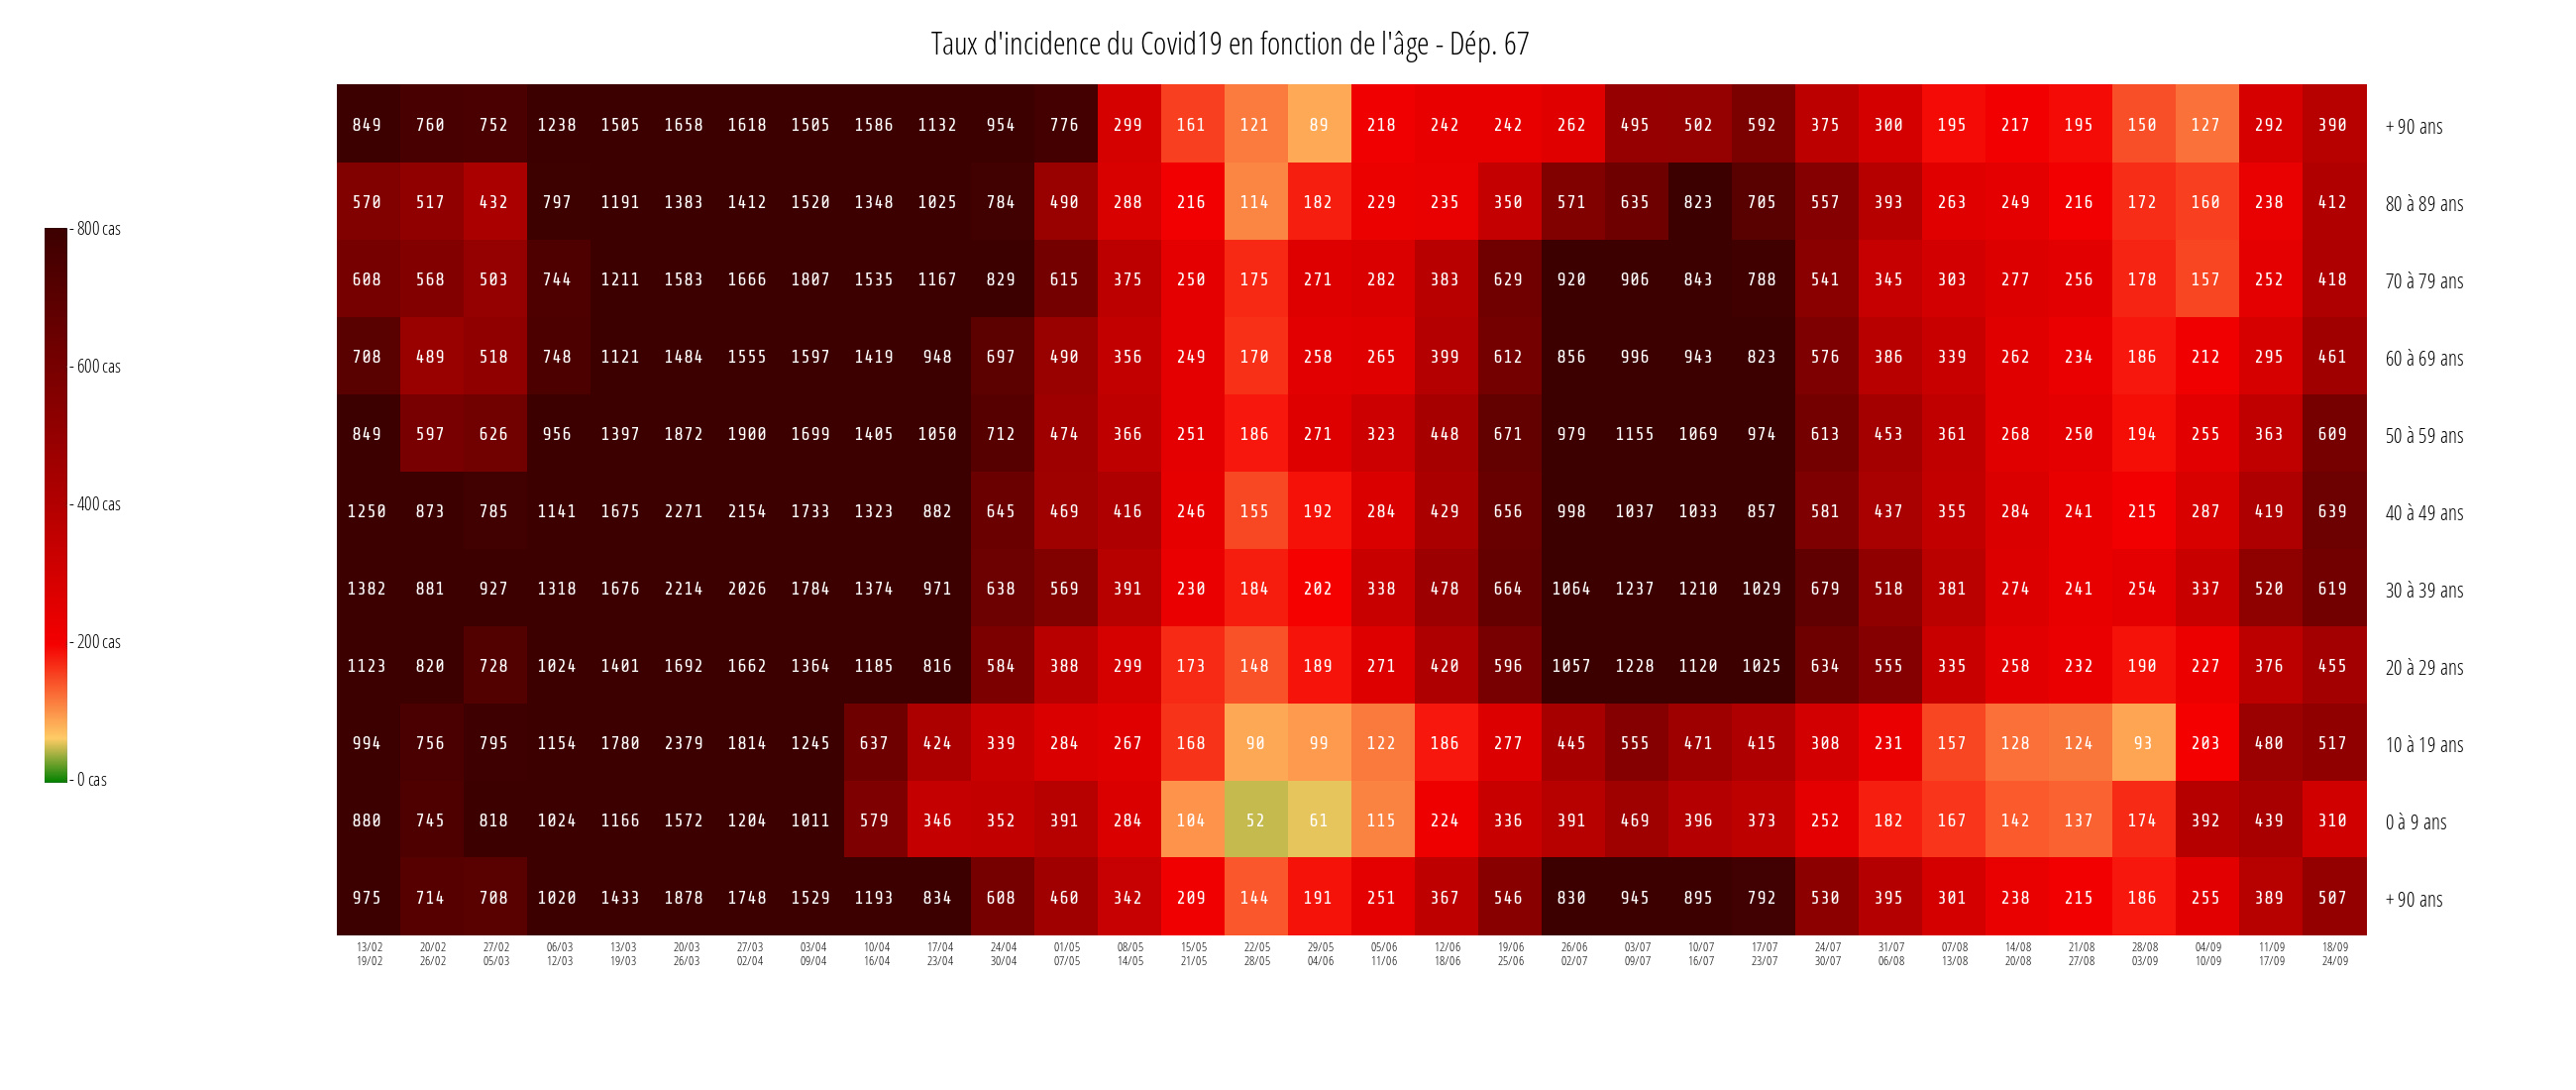 Taux d'incidence du Covid19 en fonction de l'âge - Dép. 67
849 760 752 1238 1505 1658 1618 1505 1586 1132 954 776 299 161 121 89 218 242 242 262 495 502 592 375 300 195 217 195 150 127 292 390 + 90 ans
570 517 432 797 1191 1383 1412 1520 1348 1025 784 490 288 216 114 182 229 235 350 571 635 823 705 557 393 263 249 216 172 160 238 412 80 à 89 ans
- 800 cas
608 568 503 744 1211 1583 1666 1807 1535 1167 829 615 375 250 175 271 282 383 629 920 906 843 788 541 345 303 277 256 178 157 252 418 70 à 79 ans
708 489 518 748 1121 1484 1555 1597 1419 948 697 490 356 249 170 258 265 399 612 856 996 943 823 576 386 339 262 234 186 212 295 461 60 à 69 ans
- 600 cas
849 597 626 956 1397 1872 1900 1699 1405 1050 712 474 366 251 186 271 323 448 671 979 1155 1069 974 613 453 361 268 250 194 255 363 609 50 à 59 ans
- 400 cas
1250 873 785 1141 1675 2271 2154 1733 1323 882 645 469 416 246 155 192 284 429 656 998 1037 1033 857 581 437 355 284 241 215 287 419 639 40 à 49 ans
1382 881 927 1318 1676 2214 2026 1784 1374 971 638 569 391 230 184 202 338 478 664 1064 1237 1210 1029 679 518 381 274 241 254 337 520 619 30 à 39 ans
- 200 cas
1123 820 728 1024 1401 1692 1662 1364 1185 816 584 388 299 173 148 189 271 420 596 1057 1228 1120 1025 634 555 335 258 232 190 227 376 455 20 à 29 ans
994 756 795 1154 1780 2379 1814 1245 637 424 339 284 267 168 90 99 122 186 277 445 555 471 415 308 231 157 128 124 93 203 480 517 10 à 19 ans
- 0 cas
880 745 818 1024 1166 1572 1204 1011 579 346 352 391 284 104 52 61 115 224 336 391 469 396 373 252 182 167 142 137 174 392 439 310 0 à 9 ans
975 714 708 1020 1433 1878 1748 1529 1193 834 608 460 342 209 144 191 251 367 546 830 945 895 792 530 395 301 238 215 186 255 389 507 + 90 ans
13/02 20/02 27/02 06/03 13/03 20/03 27/03 03/04 10/04 17/04 24/04 01/05 08/05 15/05 22/05 29/05 05/06 12/06 19/06 26/06 03/07 10/07 17/07 24/07 31/07 07/08 14/08 21/08 28/08 04/09 11/09 18/09
19/02 26/02 05/03 12/03 19/03 26/03 02/04 09/04 16/04 23/04 30/04 07/05 14/05 21/05 28/05 04/06 11/06 18/06 25/06 02/07 09/07 16/07 23/07 30/07 06/08 13/08 20/08 27/08 03/09 10/09 17/09 24/09